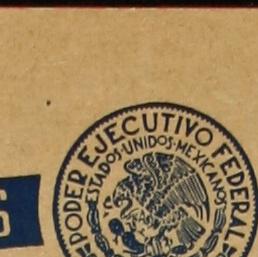 PODER EJECUTIVO FEDERAL
ESTADOS·UNIDOS·MEXICANOS
S